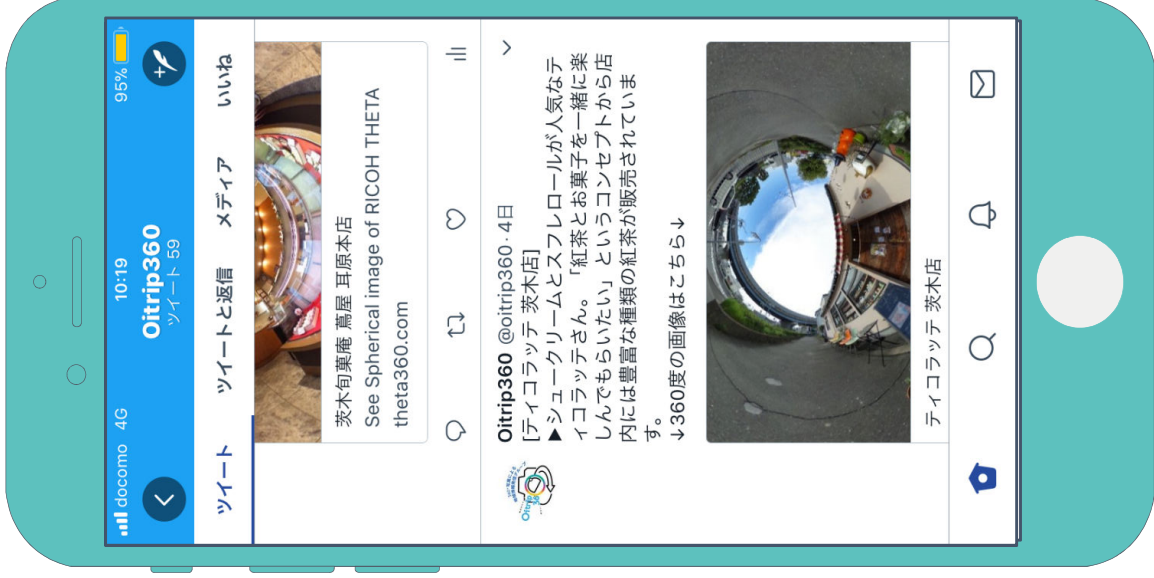 docomo 4G 10:19 95%
Oitrip360
ツイート 59
ツイート ツイートと返信 メディア いいね
茨木旬菓庵 蔦屋 耳原本店
See Spherical image of RICOH THETA
theta360.com
Oitrip360 @oitrip360・4日
[ティコラッテ 茨木店]
▶シュークリームとスフレロールが人気なテ
ィコラッテさん。「紅茶とお菓子を一緒に楽
しんでもらいたい」というコンセプトから店
内には豊富な種類の紅茶が販売されていま
す。
↓360度の画像はこちら↓
ティコラッテ 茨木店